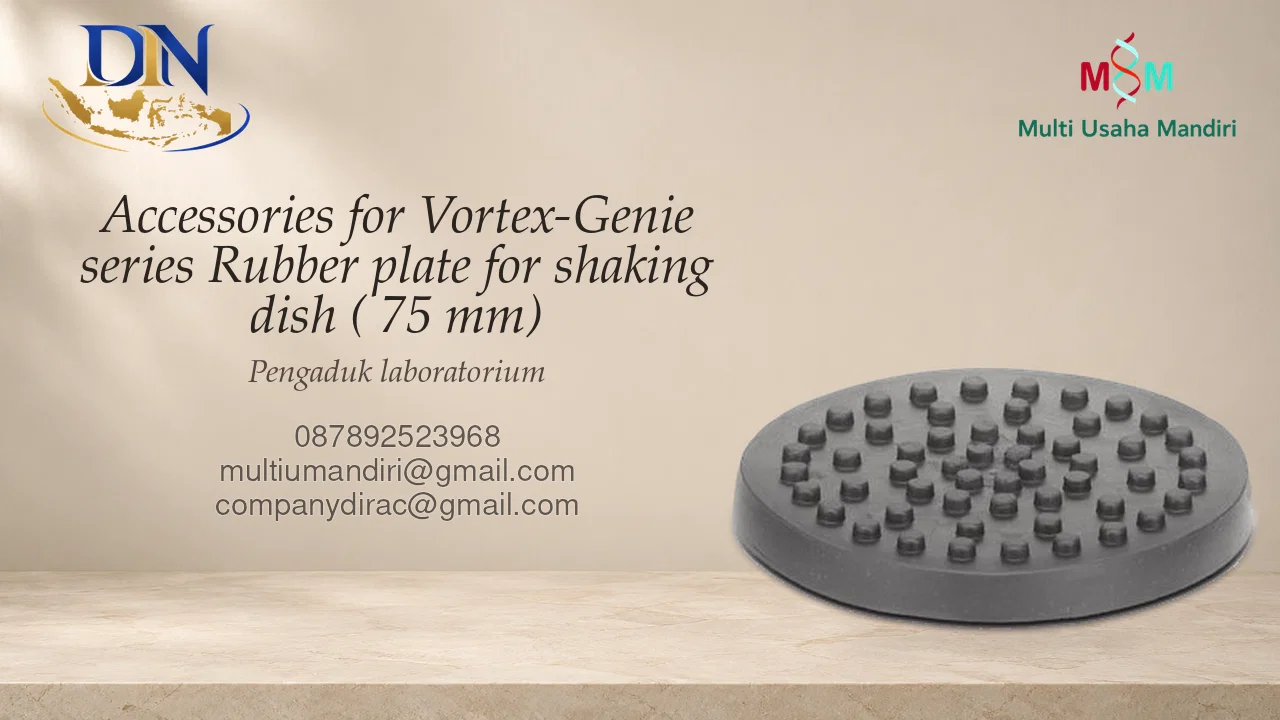 DIN
M M
Multi Usaha Mandiri
Accessories for Vortex-Genie
series Rubber plate for shaking
dish ( 75 mm)
Pengaduk laboratorium
087892523968
multiumandiri@gmail.com
companydirac@gmail.com